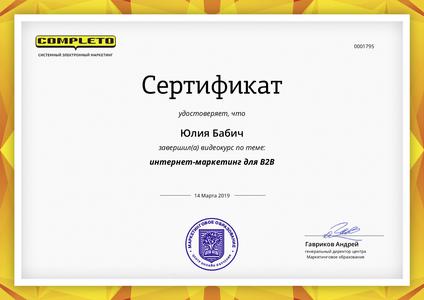 COMPLETO
СИСТЕМНЫЙ ЭЛЕКТРОННЫЙ МАРКЕТИНГ
0001795
Сертификат
удостоверяет, что
Юлия Бабич
завершил(а) видеокурс по теме:
интернет-маркетинг для B2B
14 Марта 2019
МАРКЕТИНГОВОЕ ОБРАЗОВАНИЕ
Гавриков Андрей
генеральный директор центра
Маркетинговое образование